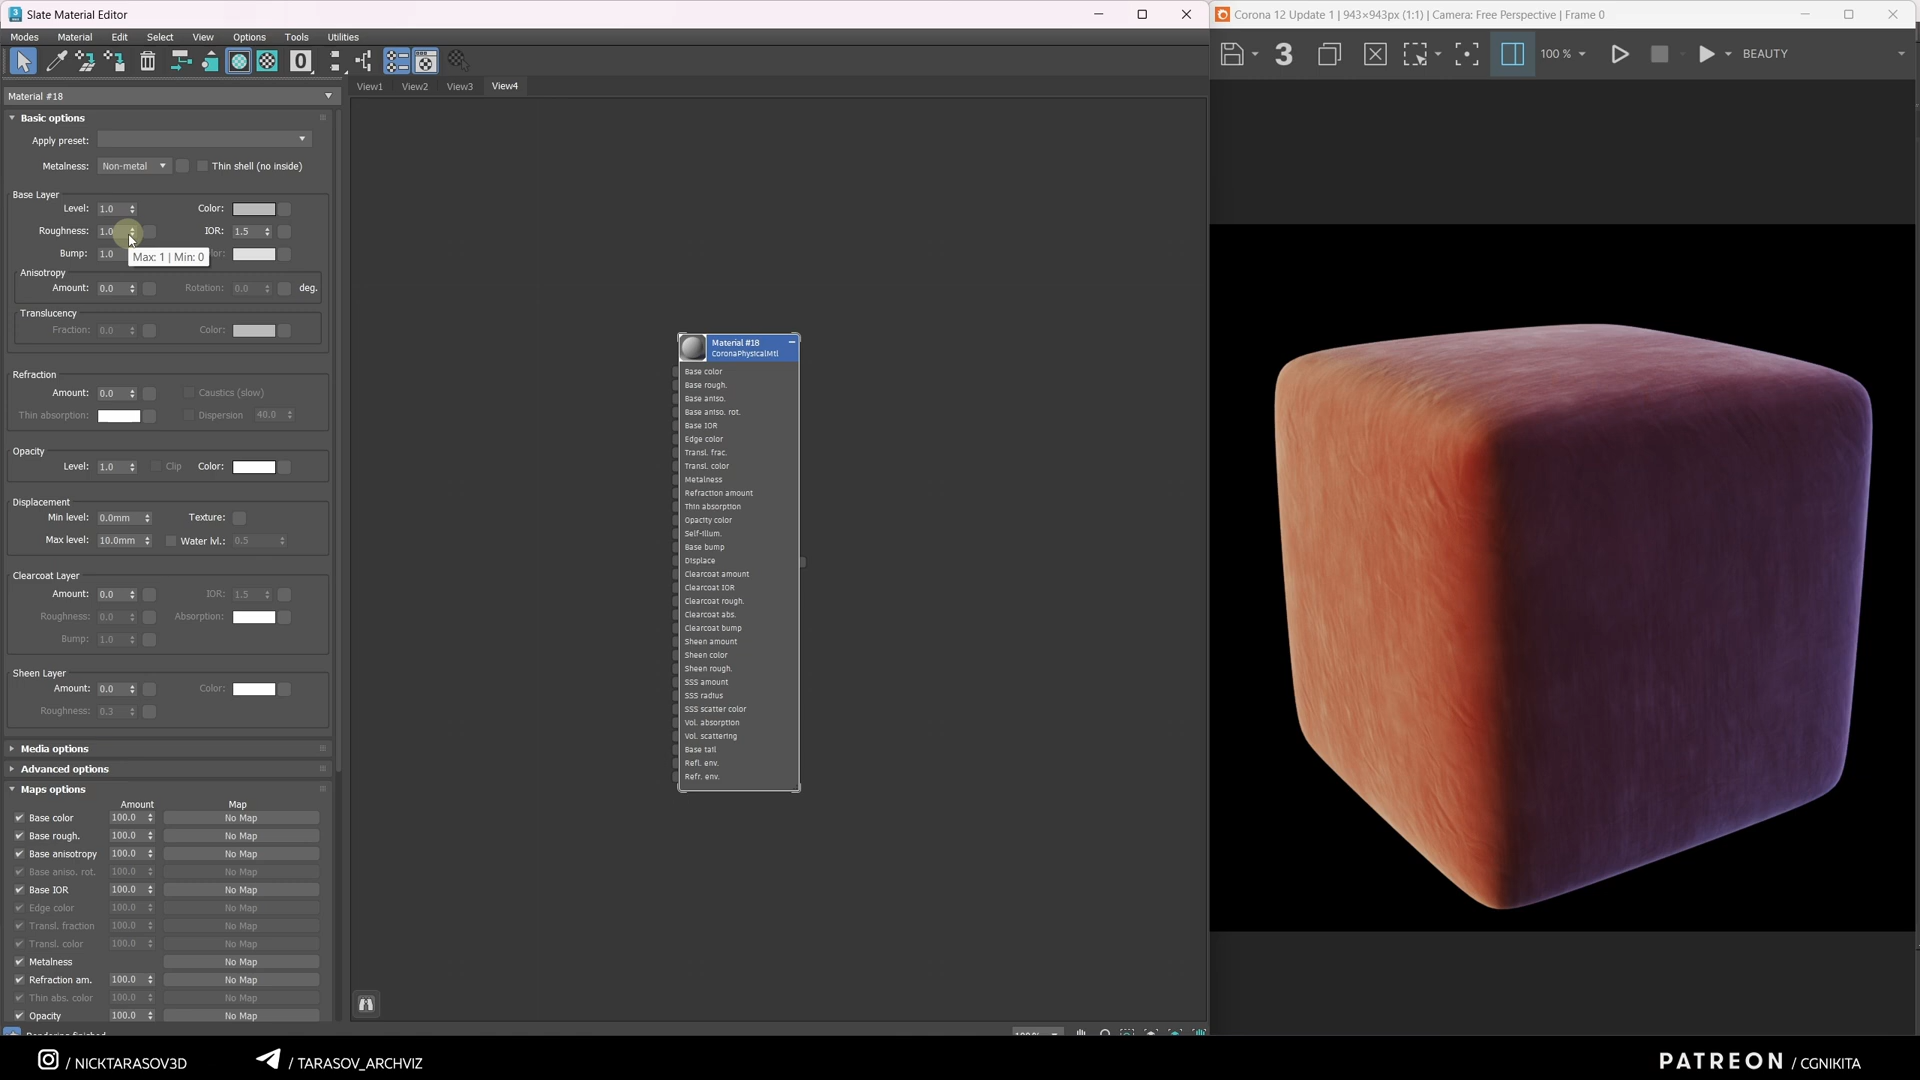 Slate Material Editor
Modes Material Edit Select View Options Tools Utilities
View1 View2 View3 View4
Material #18
Basic options
Apply preset:
Metalness: Non-metal Thin shell (no inside)
Base Layer
Level: 1.0 Color:
Roughness: 1.0 IOR: 1.5
Bump: 1.0
Max: 1 | Min: 0
Anisotropy
Amount: 0.0 Rotation: 0.0 deg.
Translucency
Fraction: 0.0 Color:
Refraction
Amount: 0.0 Caustics (slow)
Thin absorption: Dispersion 40.0
Opacity
Level: 1.0 Clip Color:
Displacement
Min level: 0.0mm Texture:
Max level: 10.0mm Water lvl.: 0.5
Clearcoat Layer
Amount: 0.0 IOR: 1.5
Roughness: 0.0 Absorption:
Bump: 1.0
Sheen Layer
Amount: 0.0 Color:
Roughness: 0.3
Media options
Advanced options
Maps options
Amount Map
Base color 100.0 No Map
Base rough. 100.0 No Map
Base anisotropy 100.0 No Map
Base aniso. rot. 100.0 No Map
Base IOR 100.0 No Map
Edge color 100.0 No Map
Transl. fraction 100.0 No Map
Transl. color 100.0 No Map
Metalness No Map
Refraction am. 100.0 No Map
Thin abs. color 100.0 No Map
Opacity 100.0 No Map
Material #18
CoronaPhysicalMtl
Base color
Base rough.
Base aniso.
Base aniso. rot.
Base IOR
Edge color
Transl. frac.
Transl. color
Metalness
Refraction amount
Thin absorption
Opacity color
Self-illum.
Base bump
Displace
Clearcoat amount
Clearcoat IOR
Clearcoat rough.
Clearcoat abs.
Clearcoat bump
Sheen amount
Sheen color
Sheen rough.
SSS amount
SSS radius
SSS scatter color
Vol. absorption
Vol. scattering
Base tail
Refl. env.
Refr. env.
Corona 12 Update 1 | 943×943px (1:1) | Camera: Free Perspective | Frame 0
3 100 % BEAUTY
/ NICKTARASOV3D
/ TARASOV_ARCHVIZ
PATREON / CGNIKITA